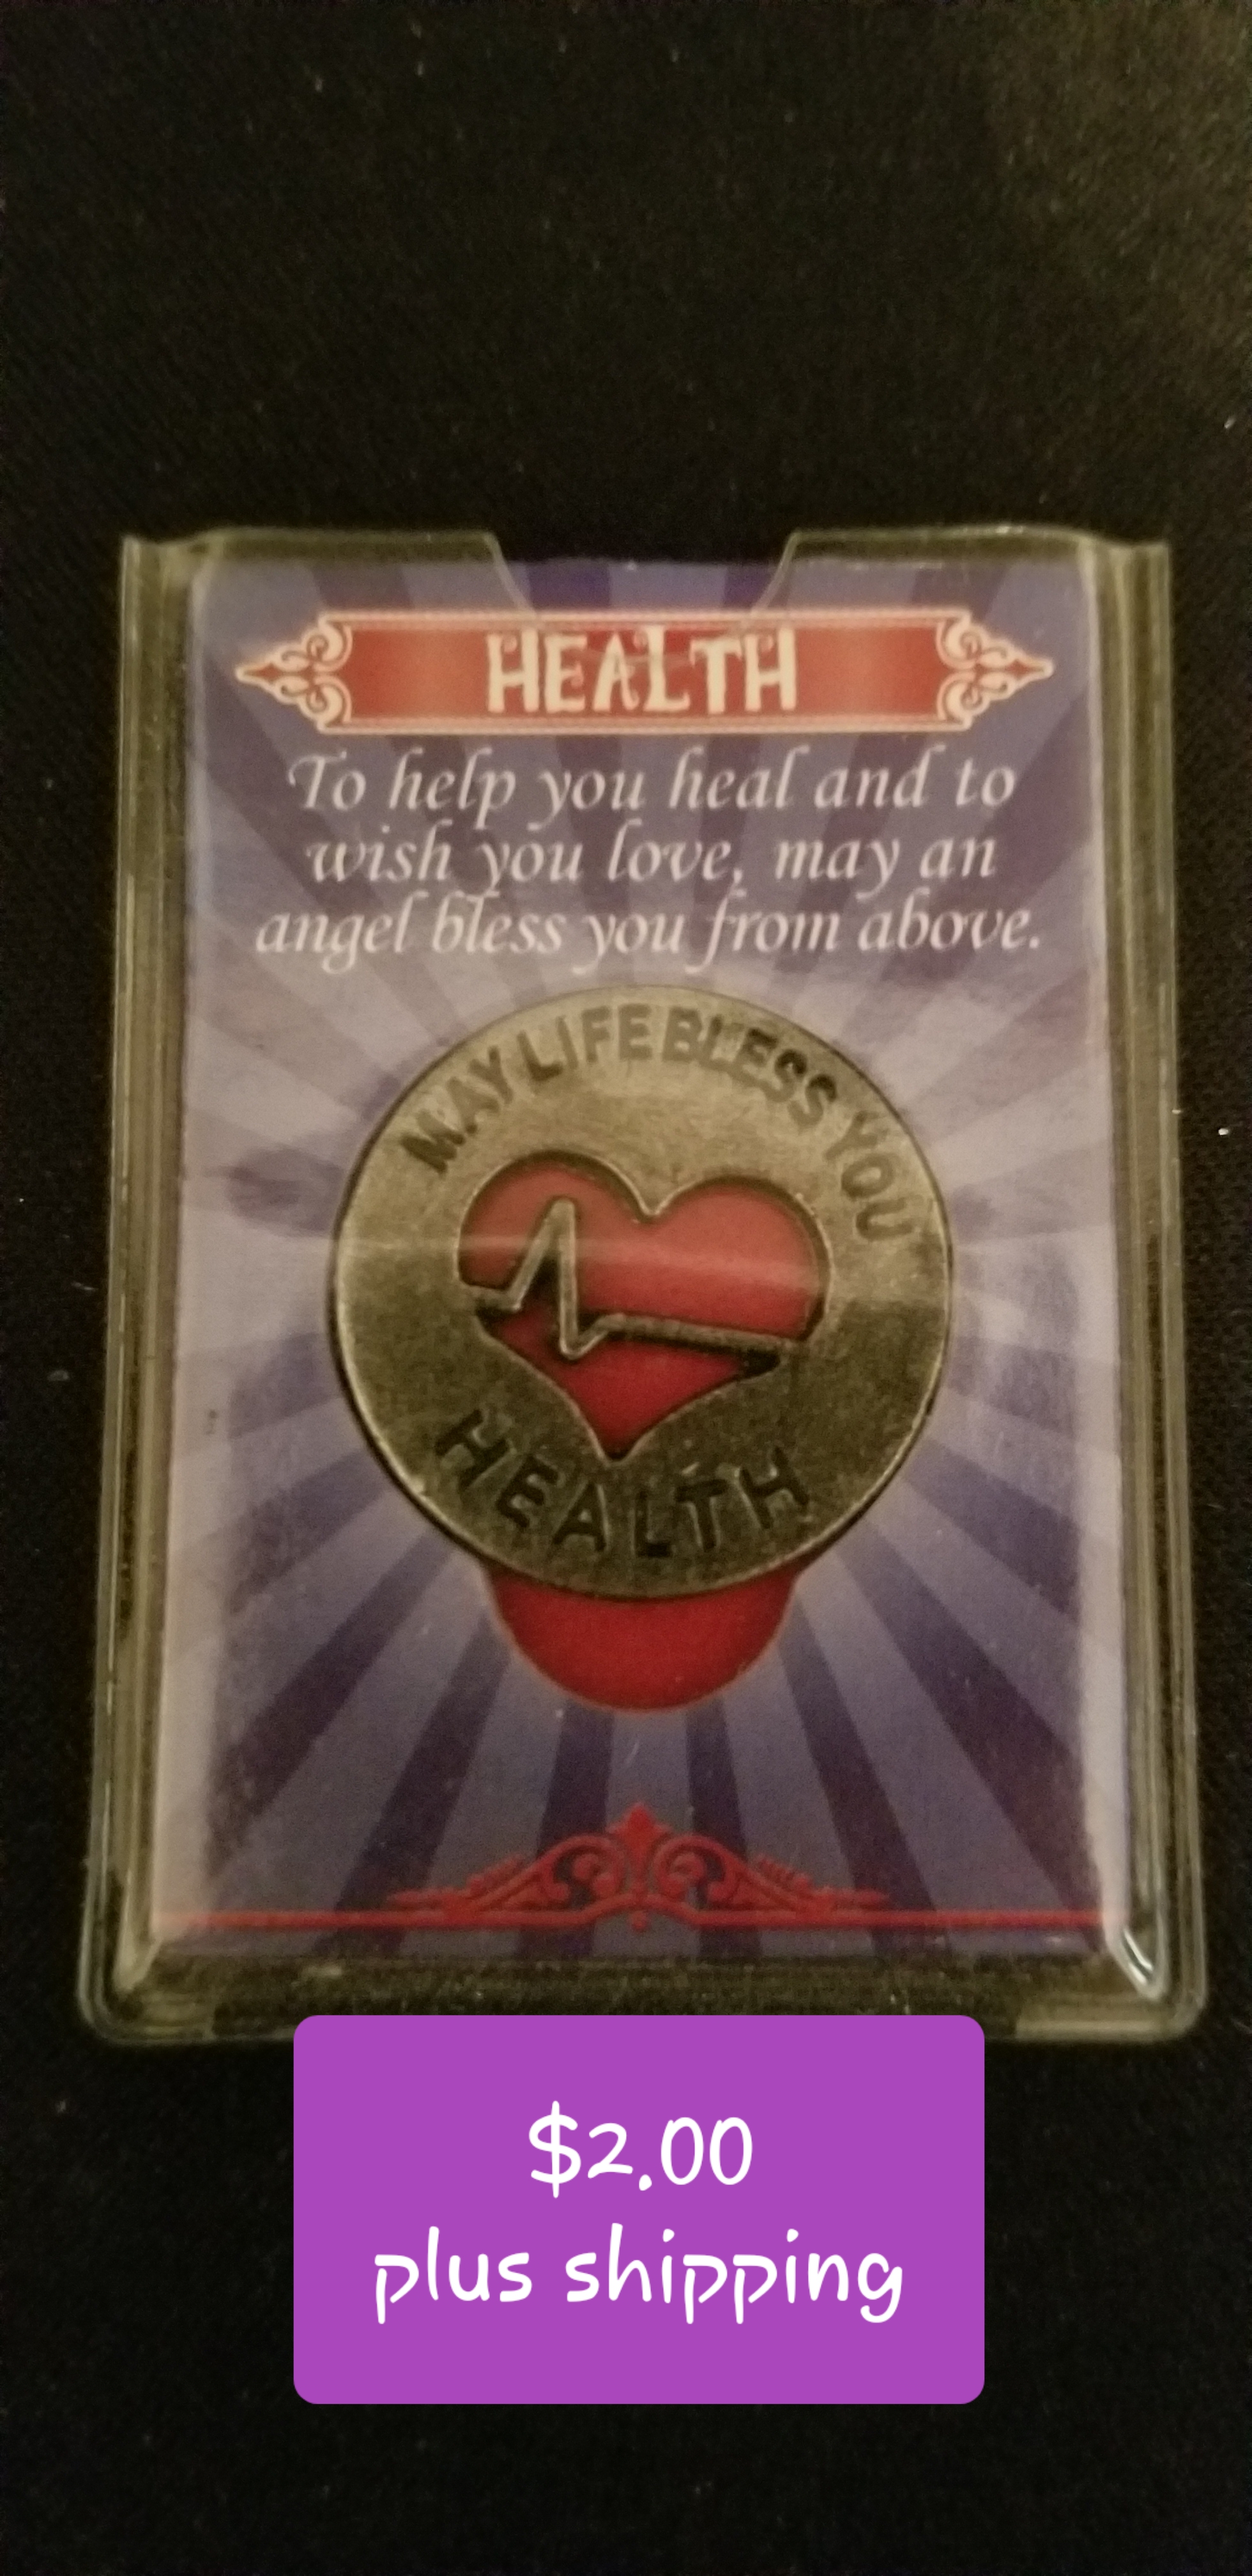 HEALTH
To help you heal and to
wish you love, may an
angel bless you from above.
MAY LIFE BLESS YOU
HEALTH
$2.00
plus shipping